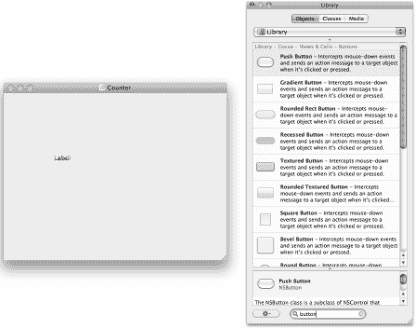 Counter
Label
Library
Objects Classes Media
Library
Library - Cocoa - Views & Cells - Buttons
Push Button - Intercepts mouse-down events
and sends an action message to a target object
when it's clicked or pressed.
Gradient Button - Intercepts mouse-down
events and sends an action message to a
target object when it's clicked or pressed.
Rounded Rect Button - Intercepts mouse-
down events and sends an action message to a
target object when it's clicked or pressed.
Recessed Button - Intercepts mouse-down
events and sends an action message to a
target object when it's clicked or pressed.
Textured Button - Intercepts mouse-down
events and sends an action message to a
target object when it's clicked or pressed.
Rounded Textured Button - Intercepts
mouse-down events and sends an action
message to a target object when it's clicked...
Square Button - Intercepts mouse-down
events and sends an action message to a
target object when it's clicked or pressed.
Bevel Button - Intercepts mouse-down events
and sends an action message to a target object
when it's clicked or pressed.
Round Button - Intercepts mouse-down
Push Button
NSButton
The NSButton class is a subclass of NSControl that
button